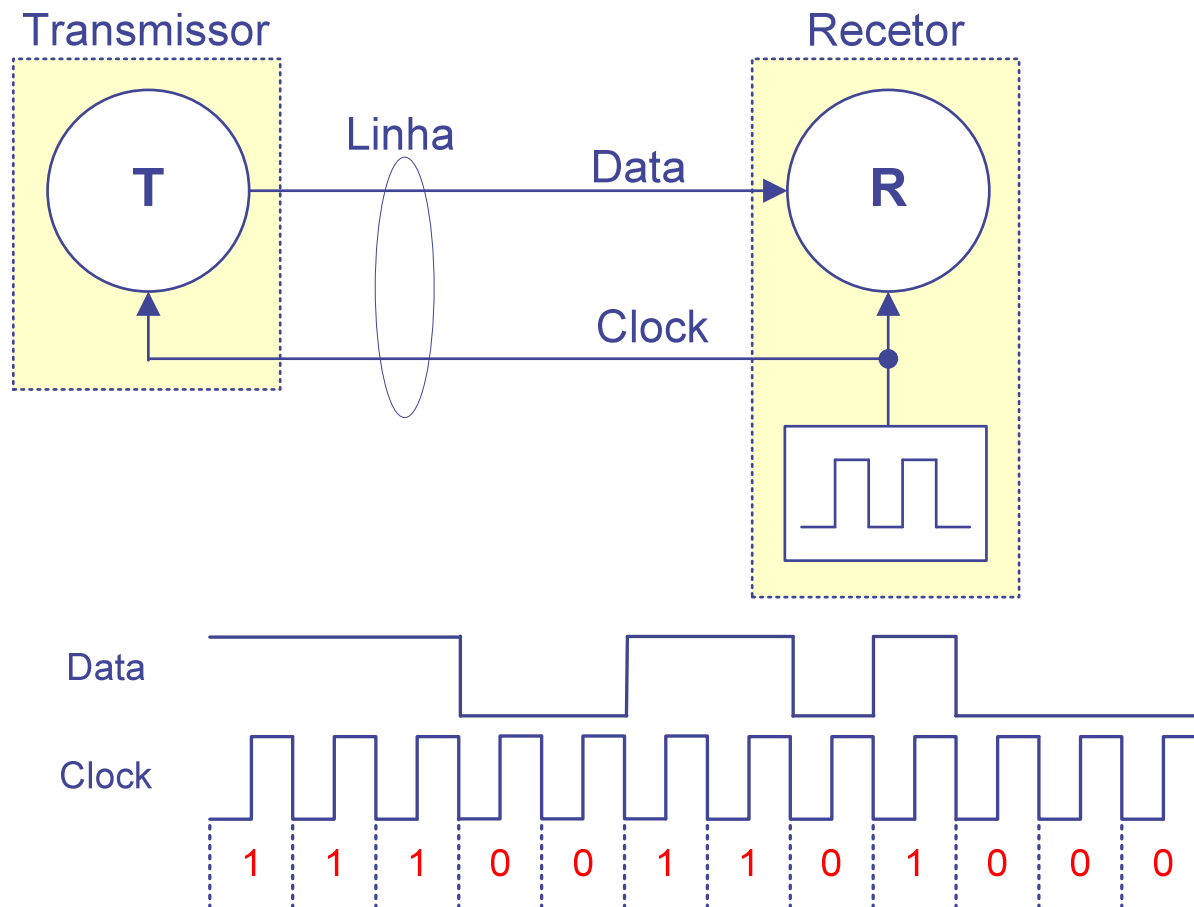 Transmissor
Recetor
Linha
Data
T
R
Clock
Data
Clock
1 1 1 0 0 1 1 0 1 0 0 0